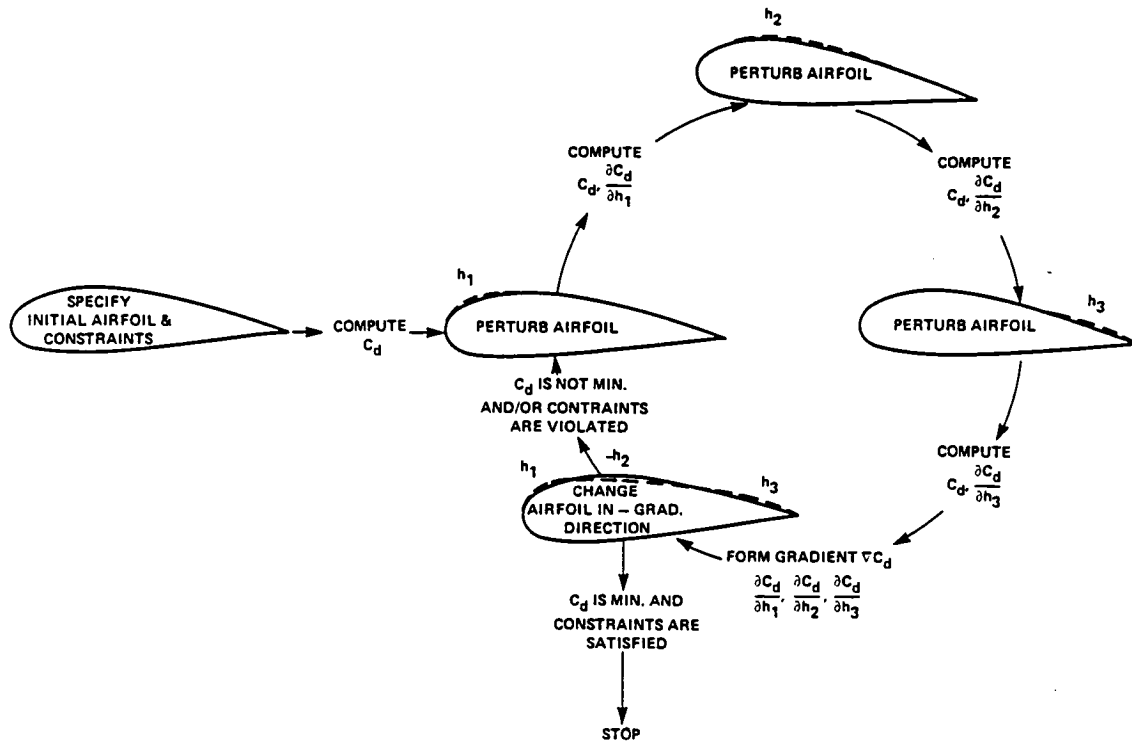 SPECIFY
INITIAL AIRFOIL &
CONSTRAINTS
COMPUTE
C_d
h_1
PERTURB AIRFOIL
COMPUTE
C_d, ∂C_d/∂h_1
h_2
PERTURB AIRFOIL
COMPUTE
C_d, ∂C_d/∂h_2
h_3
PERTURB AIRFOIL
COMPUTE
C_d, ∂C_d/∂h_3
FORM GRADIENT ∇C_d
∂C_d/∂h_1, ∂C_d/∂h_2, ∂C_d/∂h_3
h_1
-h_2
h_3
CHANGE
AIRFOIL IN – GRAD.
DIRECTION
C_d IS NOT MIN.
AND/OR CONTRAINTS
ARE VIOLATED
C_d IS MIN. AND
CONSTRAINTS ARE
SATISFIED
STOP